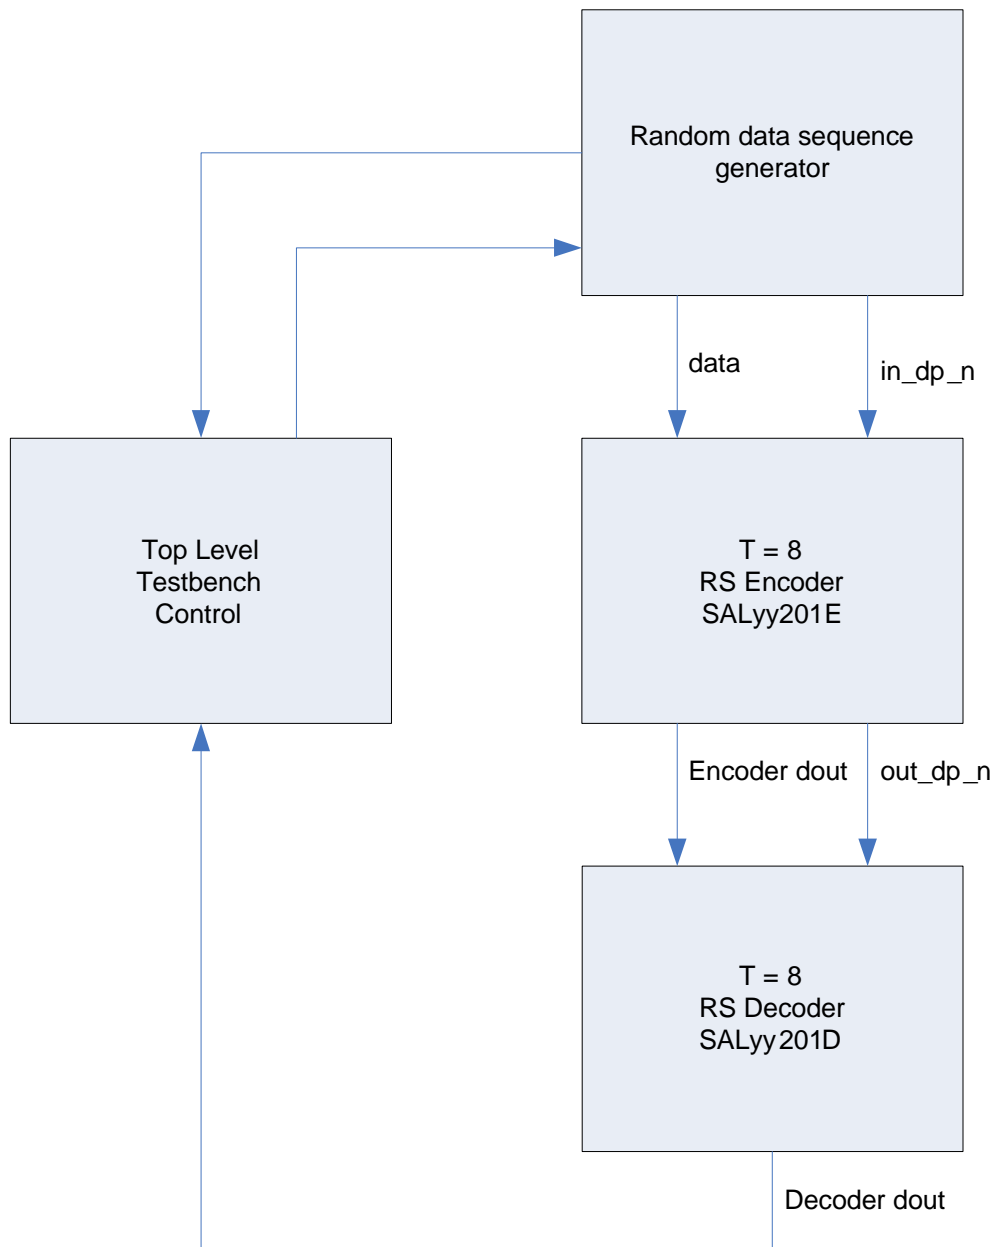 Random data sequence
generator
data
in_dp_n
Top Level
Testbench
Control
T = 8
RS Encoder
SALyy201E
Encoder dout
out_dp_n
T = 8
RS Decoder
SALyy201D
Decoder dout